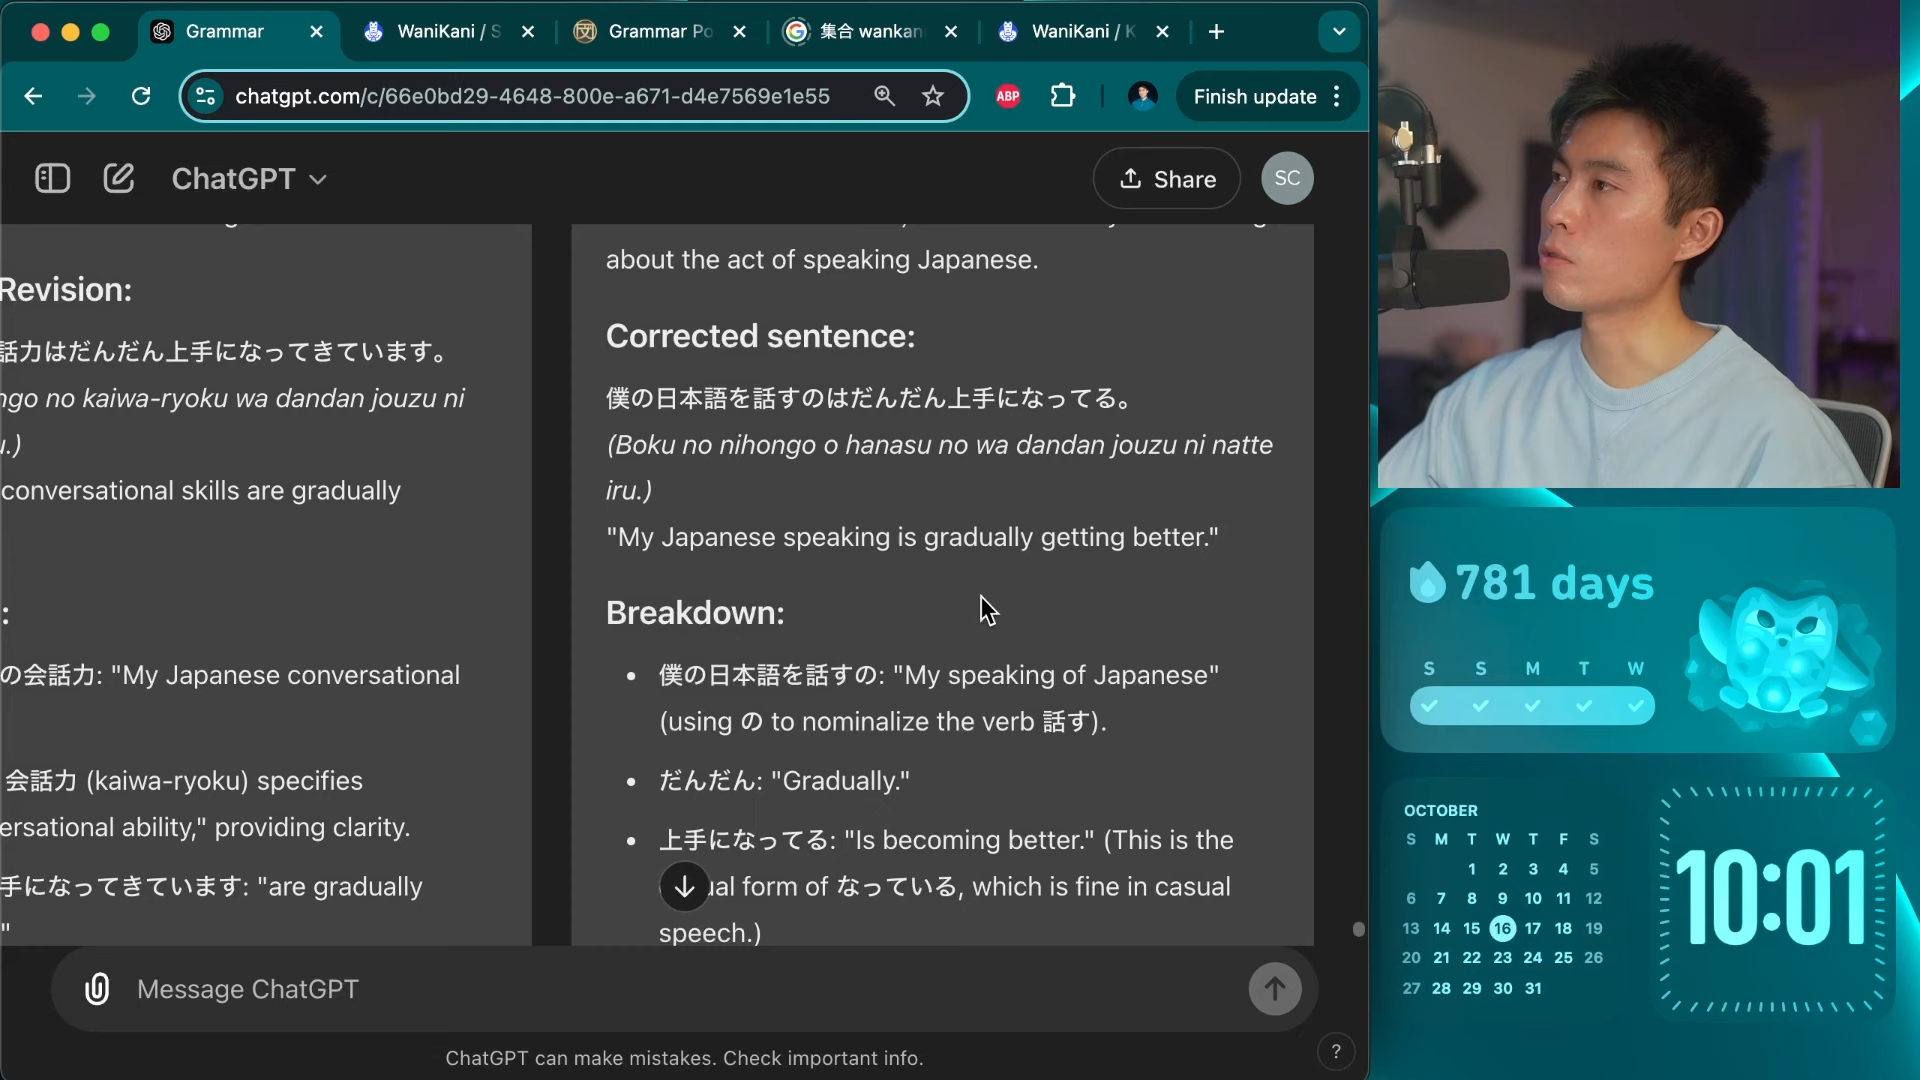 Grammar
WaniKani / S
Grammar Po
集合 wankan
WaniKani / K
chatgpt.com/c/66e0bd29-4648-800e-a671-d4e7569e1e55
ABP
Finish update
ChatGPT
Share
SC
Revision:
話力はだんだん上手になってきています。
ngo no kaiwa-ryoku wa dandan jouzu ni
conversational skills are gradually
:
の会話力: "My Japanese conversational
会話力 (kaiwa-ryoku) specifies
ersational ability," providing clarity.
手になってきています: "are gradually
"
about the act of speaking Japanese.
Corrected sentence:
僕の日本語を話すのはだんだん上手になってる。
(Boku no nihongo o hanasu no wa dandan jouzu ni natte
iru.)
"My Japanese speaking is gradually getting better."
Breakdown:
• 僕の日本語を話すの: "My speaking of Japanese"
(using の to nominalize the verb 話す).
• だんだん: "Gradually."
• 上手になってる: "Is becoming better." (This is the
ual form of なっている, which is fine in casual
speech.)
Message ChatGPT
ChatGPT can make mistakes. Check important info.
?
781 days
S S M T W
OCTOBER
S M T W T F S
1 2 3 4 5
6 7 8 9 10 11 12
13 14 15 16 17 18 19
20 21 22 23 24 25 26
27 28 29 30 31
10:01